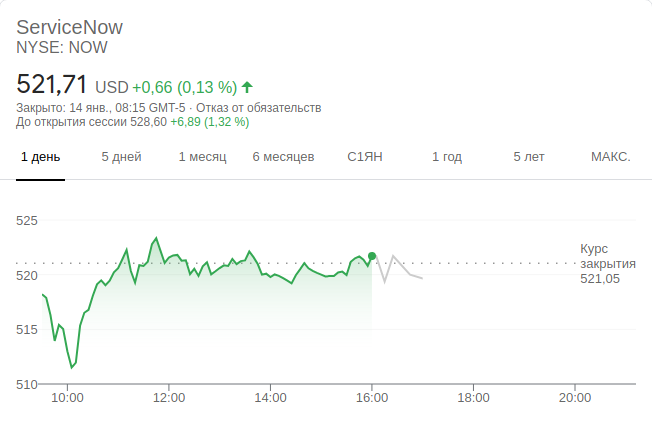 ServiceNow
NYSE: NOW
521,71 USD +0,66 (0,13 %)
Закрыто: 14 янв., 08:15 GMT-5 · Отказ от обязательств
До открытия сессии 528,60 +6,89 (1,32 %)
1 день 5 дней 1 месяц 6 месяцев С1ЯН 1 год 5 лет МАКС.
525
520
515
510
Курс
закрытия
521,05
10:00 12:00 14:00 16:00 18:00 20:00